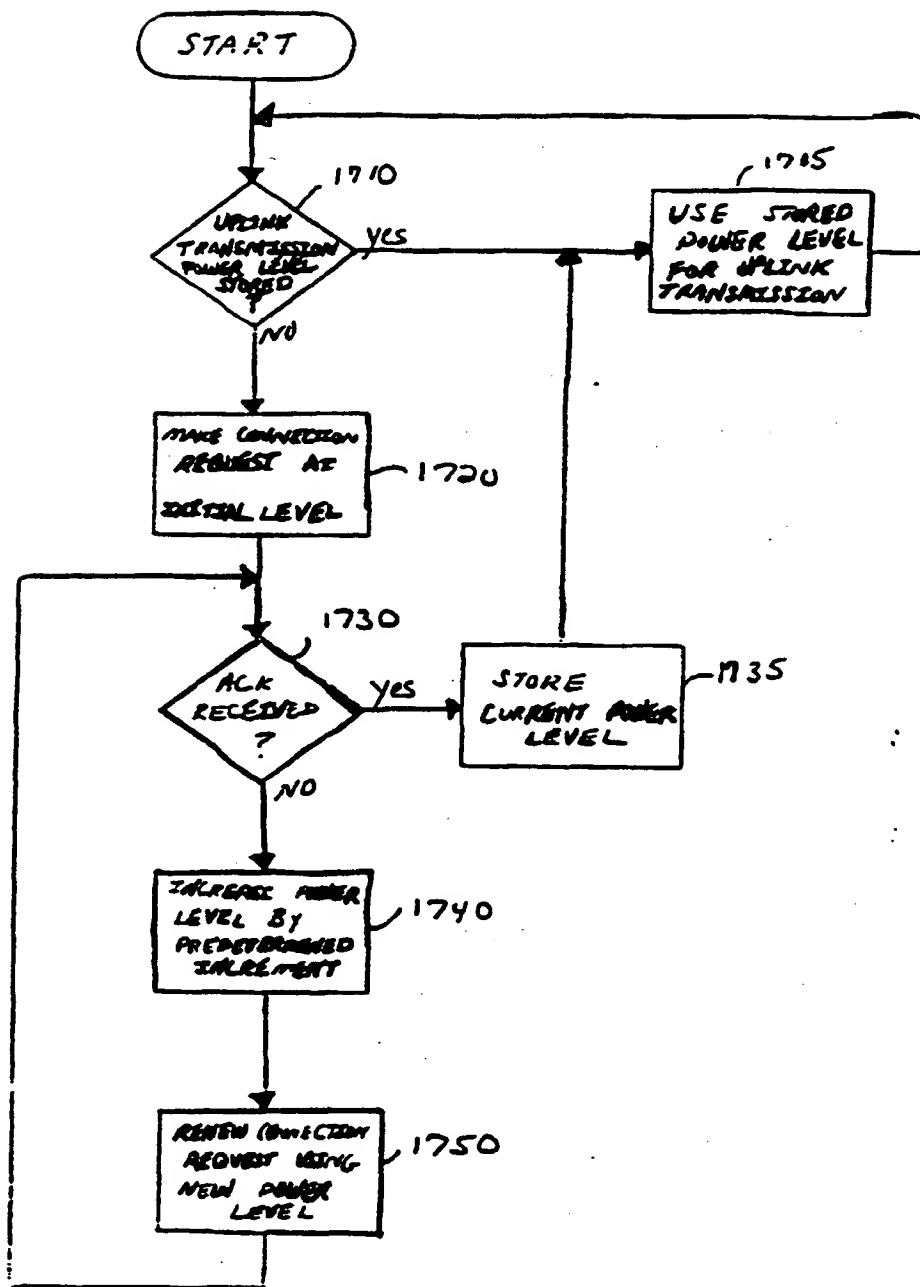 START
1710
UPLINK
TRANSMISSION
POWER LEVEL
STORED
?
yes
NO
1715
USE STORED
POWER LEVEL
FOR UPLINK
TRANSMISSION
MAKE CONNECTION
REQUEST AT
INITIAL LEVEL
1720
1730
ACK
RECEIVED
?
yes
NO
STORE
CURRENT POWER
LEVEL
1735
INCREASE POWER
LEVEL BY
PREDETERMINED
INCREMENT
1740
RENEW CONNECTION
REQUEST USING
NEW POWER
LEVEL
1750